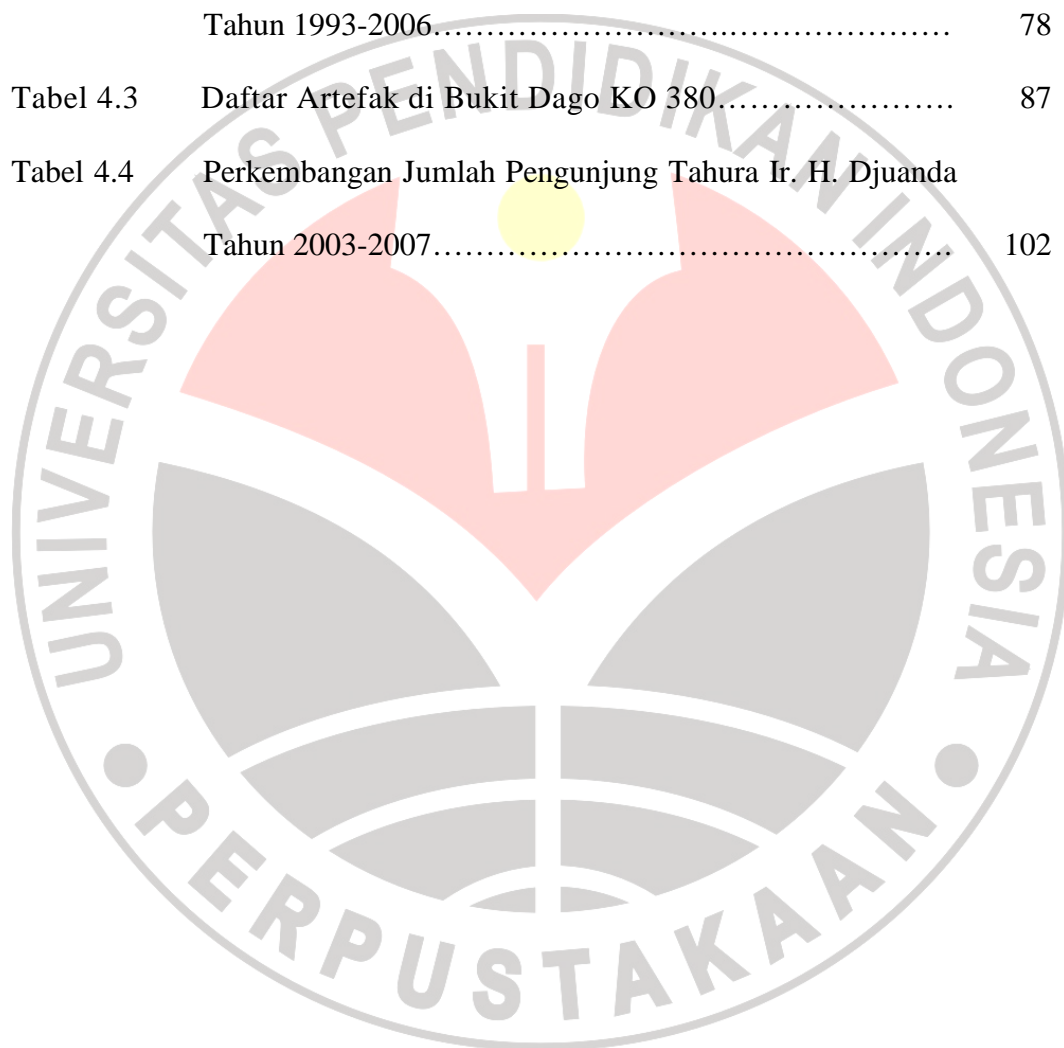 Tahun 1993-2006……………………….………………… 78
Tabel 4.3 Daftar Artefak di Bukit Dago KO 380…………………. 87
Tabel 4.4 Perkembangan Jumlah Pengunjung Tahura Ir. H. Djuanda
Tahun 2003-2007……………………………………………. 102
UNIVERSITAS PENDIDIKAN INDONESIA
PERPUSTAKAAN